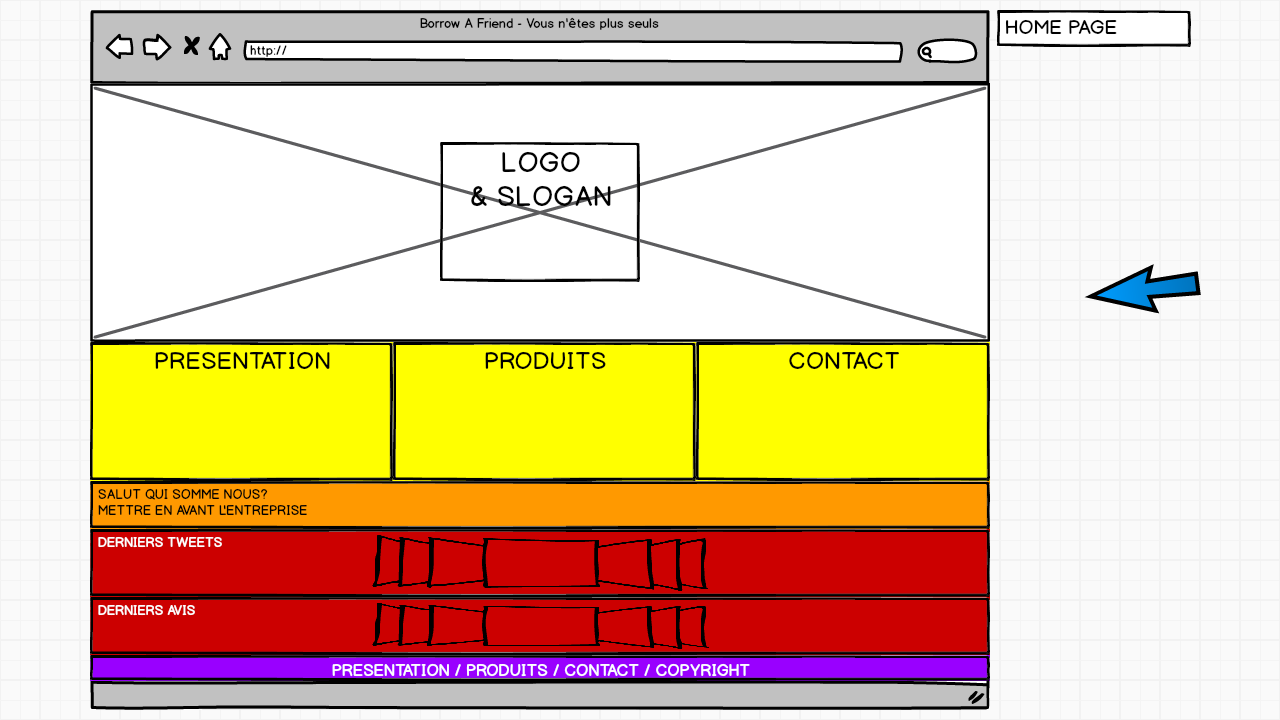 Borrow A Friend - Vous n'êtes plus seuls
http://
HOME PAGE
LOGO
& SLOGAN
PRESENTATION
PRODUITS
CONTACT
SALUT QUI SOMME NOUS?
METTRE EN AVANT L'ENTREPRISE
DERNIERS TWEETS
DERNIERS AVIS
PRESENTATION / PRODUITS / CONTACT / COPYRIGHT